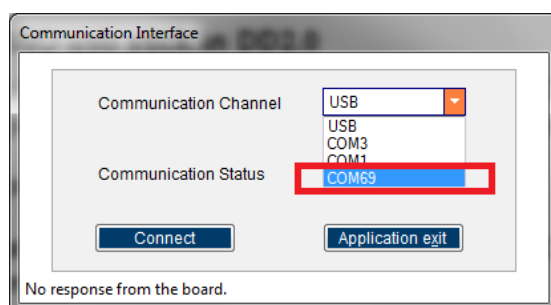 Communication Interface
Communication Channel USB
USB
COM3
COM1
Communication Status COM69
Connect Application exit
No response from the board.